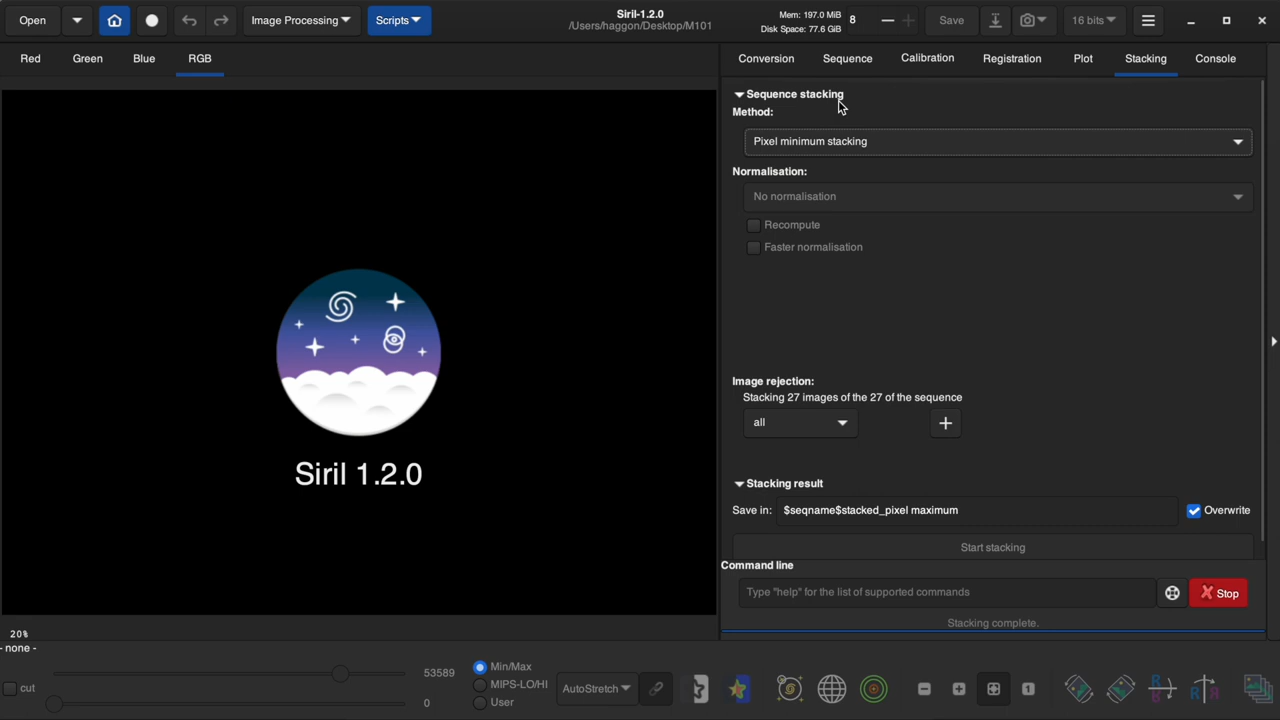 Open
Image Processing
Scripts
Siril-1.2.0
/Users/haggon/Desktop/M101
Mem: 197.0 MiB
Disk Space: 77.6 GiB
8
Save
16 bits
Red
Green
Blue
RGB
Conversion
Sequence
Calibration
Registration
Plot
Stacking
Console
Sequence stacking
Method:
Pixel minimum stacking
Normalisation:
No normalisation
Recompute
Faster normalisation
Siril 1.2.0
Image rejection:
Stacking 27 images of the 27 of the sequence
all
Stacking result
Save in:
$seqname$stacked_pixel maximum
Overwrite
Start stacking
Command line
Type "help" for the list of supported commands
Stop
Stacking complete.
20%
- none -
cut
53589
0
Min/Max
MIPS-LO/HI
User
AutoStretch
1
R
R
R R